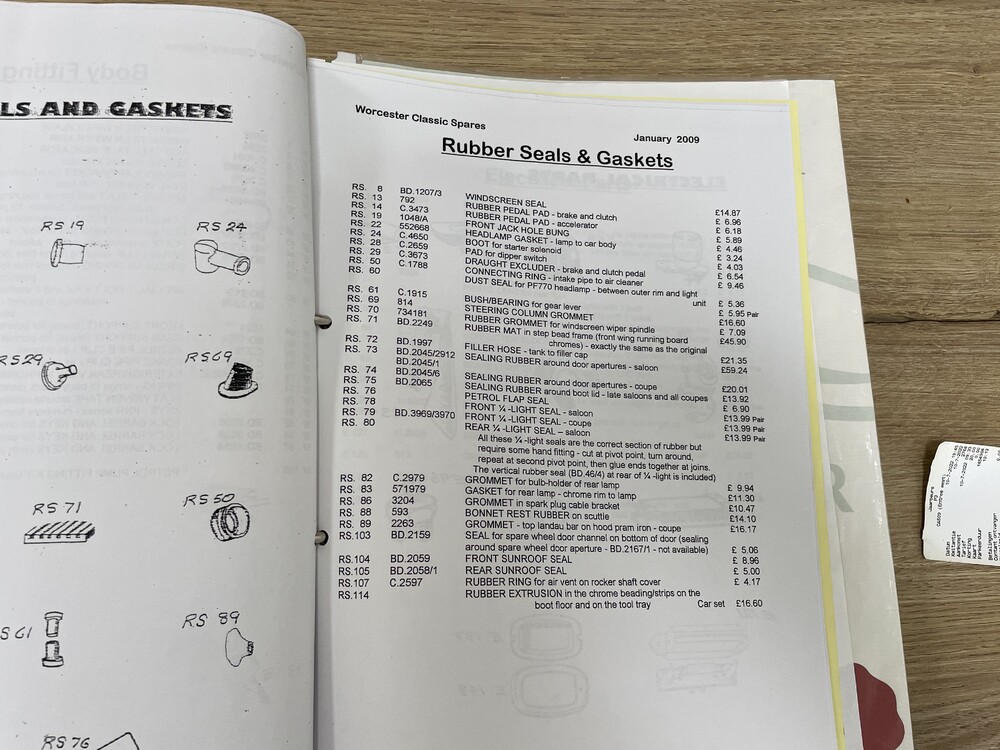 LS AND GASKETS
RS 19
RS 24
RS29
RS69
RS 71
RS 50
S 61
RS 89
RS 76
Worcester Classic Spares
January 2009
Rubber Seals & Gaskets
RS. 8 BD.1207/3 WINDSCREEN SEAL £14.87
RS. 13 792 RUBBER PEDAL PAD - brake and clutch £ 6.96
RS. 14 C.3473 RUBBER PEDAL PAD - accelerator £ 6.18
RS. 19 1048/A FRONT JACK HOLE BUNG £ 5.89
RS. 22 552668 HEADLAMP GASKET - lamp to car body £ 4.46
RS. 24 C.4650 BOOT for starter solenoid £ 3.24
RS. 28 C.2659 PAD for dipper switch £ 4.03
RS. 29 C.3673 DRAUGHT EXCLUDER - brake and clutch pedal £ 6.54
RS. 50 C.1788 CONNECTING RING - intake pipe to air cleaner £ 9.46
RS. 60 DUST SEAL for PF770 headlamp - between outer rim and light
unit £ 5.36
RS. 61 C.1915 BUSH/BEARING for gear lever £ 5.95 Pair
RS. 69 814 STEERING COLUMN GROMMET £16.60
RS. 70 734181 RUBBER GROMMET for windscreen wiper spindle £ 7.09
RS. 71 BD.2249 RUBBER MAT in step bead frame (front wing running board £45.90
chromes) - exactly the same as the original
RS. 72 BD.1997 FILLER HOSE - tank to filler cap £21.35
RS. 73 BD.2045/2912 SEALING RUBBER around door apertures - saloon £59.24
BD.2045/1
RS. 74 BD.2045/6 SEALING RUBBER around door apertures - coupe £20.01
RS. 75 BD.2065 SEALING RUBBER around boot lid - late saloons and all coupes £13.92
RS. 76 PETROL FLAP SEAL £ 6.90
RS. 78 FRONT ¼ -LIGHT SEAL - saloon £13.99 Pair
RS. 79 BD.3969/3970 FRONT ¼ -LIGHT SEAL - coupe £13.99 Pair
RS. 80 REAR ¼ -LIGHT SEAL – saloon £13.99 Pair
All these ¼ -light seals are the correct section of rubber but
require some hand fitting - cut at pivot point, turn around,
repeat at second pivot point, then glue ends together at joins.
The vertical rubber seal (BD.46/4) at rear of ¼ -light is included)
RS. 82 C.2979 GROMMET for bulb-holder of rear lamp £ 9.94
RS. 83 571979 GASKET for rear lamp - chrome rim to lamp £11.30
RS. 86 3204 GROMMET in spark plug cable bracket £10.47
RS. 88 593 BONNET REST RUBBER on scuttle £14.10
RS. 89 2263 GROMMET - top landau bar on hood pram iron - coupe £16.17
RS.103 BD.2159 SEAL for spare wheel door channel on bottom of door (sealing
around spare wheel door aperture - BD.2167/1 - not available) £ 5.06
RS.104 BD.2059 FRONT SUNROOF SEAL £ 8.96
RS.105 BD.2058/1 REAR SUNROOF SEAL £ 5.00
RS.107 C.2597 RUBBER RING for air vent on rocker shaft cover £ 4.17
RS.114 RUBBER EXTRUSION in the chrome beading/strips on the
boot floor and on the tool tray Car set £16.60